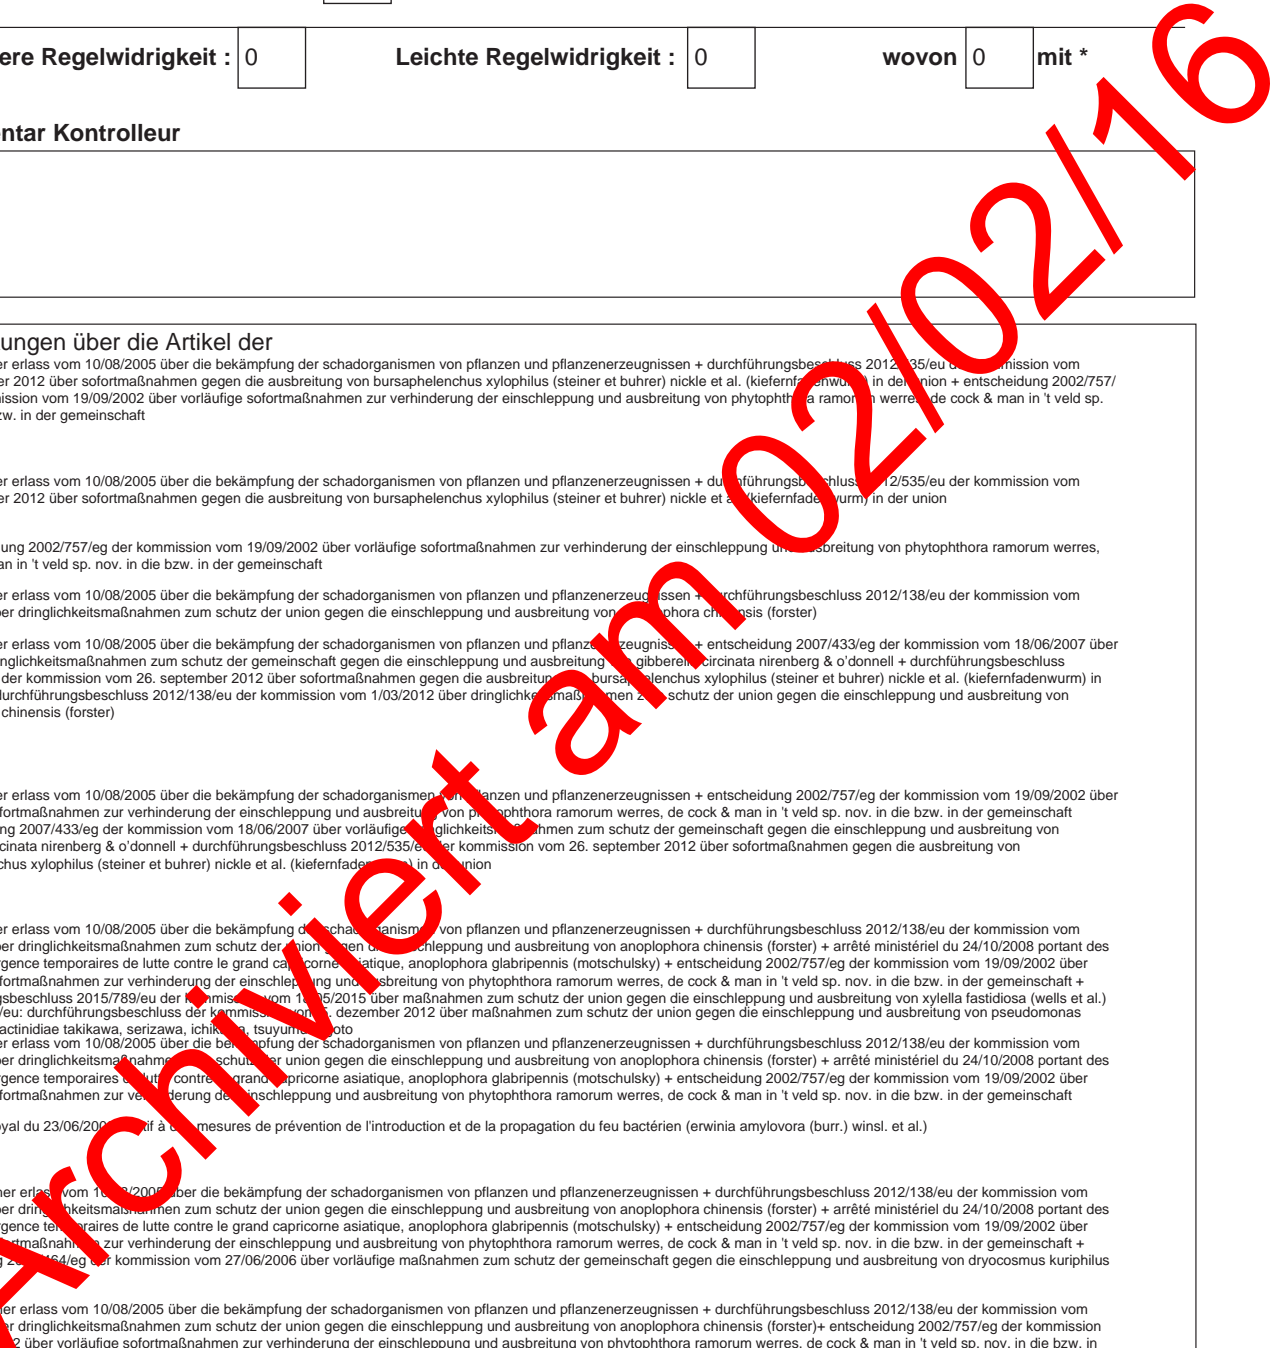 ere Regelwidrigkeit : 0 Leichte Regelwidrigkeit : 0 wovon 0 mit *
ntar Kontrolleur
ungen über die Artikel der
er erlass vom 10/08/2005 über die bekämpfung der schadorganismen von pflanzen und pflanzenerzeugnissen + durchführungsbeschluss 2012/535/eu der kommission vom
er 2012 über sofortmaßnahmen gegen die ausbreitung von bursaphelenchus xylophilus (steiner et buhrer) nickle et al. (kiefernfadenwurm) in der union + entscheidung 2002/757/
ission vom 19/09/2002 über vorläufige sofortmaßnahmen zur verhinderung der einschleppung und ausbreitung von phytophthora ramorum werres, de cock & man in 't veld sp.
zw. in der gemeinschaft
er erlass vom 10/08/2005 über die bekämpfung der schadorganismen von pflanzen und pflanzenerzeugnissen + durchführungsbeschluss 2012/535/eu der kommission vom
er 2012 über sofortmaßnahmen gegen die ausbreitung von bursaphelenchus xylophilus (steiner et buhrer) nickle et al. (kiefernfadenwurm) in der union
ung 2002/757/eg der kommission vom 19/09/2002 über vorläufige sofortmaßnahmen zur verhinderung der einschleppung und ausbreitung von phytophthora ramorum werres,
an in 't veld sp. nov. in die bzw. in der gemeinschaft
er erlass vom 10/08/2005 über die bekämpfung der schadorganismen von pflanzen und pflanzenerzeugnissen + durchführungsbeschluss 2012/138/eu der kommission vom
ber dringlichkeitsmaßnahmen zum schutz der union gegen die einschleppung und ausbreitung von anoplophora chinensis (forster)
er erlass vom 10/08/2005 über die bekämpfung der schadorganismen von pflanzen und pflanzenerzeugnissen + entscheidung 2007/433/eg der kommission vom 18/06/2007 über
nglichkeitsmaßnahmen zum schutz der gemeinschaft gegen die einschleppung und ausbreitung von gibberella circinata nirenberg & o'donnell + durchführungsbeschluss
der kommission vom 26. september 2012 über sofortmaßnahmen gegen die ausbreitung von bursaphelenchus xylophilus (steiner et buhrer) nickle et al. (kiefernfadenwurm) in
durchführungsbeschluss 2012/138/eu der kommission vom 1/03/2012 über dringlichkeitsmaßnahmen zum schutz der union gegen die einschleppung und ausbreitung von
chinensis (forster)
er erlass vom 10/08/2005 über die bekämpfung der schadorganismen von pflanzen und pflanzenerzeugnissen + entscheidung 2002/757/eg der kommission vom 19/09/2002 über
fortmaßnahmen zur verhinderung der einschleppung und ausbreitung von phytophthora ramorum werres, de cock & man in 't veld sp. nov. in die bzw. in der gemeinschaft
ng 2007/433/eg der kommission vom 18/06/2007 über vorläufige dringlichkeitsmaßnahmen zum schutz der gemeinschaft gegen die einschleppung und ausbreitung von
cinata nirenberg & o'donnell + durchführungsbeschluss 2012/535/eu der kommission vom 26. september 2012 über sofortmaßnahmen gegen die ausbreitung von
chus xylophilus (steiner et buhrer) nickle et al. (kiefernfadenwurm) in der union
er erlass vom 10/08/2005 über die bekämpfung der schadorganismen von pflanzen und pflanzenerzeugnissen + durchführungsbeschluss 2012/138/eu der kommission vom
ber dringlichkeitsmaßnahmen zum schutz der union gegen die einschleppung und ausbreitung von anoplophora chinensis (forster) + arrêté ministériel du 24/10/2008 portant des
rgence temporaires de lutte contre le grand capricorne asiatique, anoplophora glabripennis (motschulsky) + entscheidung 2002/757/eg der kommission vom 19/09/2002 über
fortmaßnahmen zur verhinderung der einschleppung und ausbreitung von phytophthora ramorum werres, de cock & man in 't veld sp. nov. in die bzw. in der gemeinschaft +
gsbeschluss 2015/789/eu der kommission vom 18/05/2015 über maßnahmen zum schutz der union gegen die einschleppung und ausbreitung von xylella fastidiosa (wells et al.)
/eu: durchführungsbeschluss der kommission vom 5. dezember 2012 über maßnahmen zum schutz der union gegen die einschleppung und ausbreitung von pseudomonas
actinidiae takikawa, serizawa, ichikawa, tsuyumu & goto
er erlass vom 10/08/2005 über die bekämpfung der schadorganismen von pflanzen und pflanzenerzeugnissen + durchführungsbeschluss 2012/138/eu der kommission vom
ber dringlichkeitsmaßnahmen zum schutz der union gegen die einschleppung und ausbreitung von anoplophora chinensis (forster) + arrêté ministériel du 24/10/2008 portant des
rgence temporaires de lutte contre le grand capricorne asiatique, anoplophora glabripennis (motschulsky) + entscheidung 2002/757/eg der kommission vom 19/09/2002 über
fortmaßnahmen zur verhinderung der einschleppung und ausbreitung von phytophthora ramorum werres, de cock & man in 't veld sp. nov. in die bzw. in der gemeinschaft
oyal du 23/06/200 relatif à des mesures de prévention de l'introduction et de la propagation du feu bactérien (erwinia amylovora (burr.) winsl. et al.)
her erlass vom 10/08/2005 über die bekämpfung der schadorganismen von pflanzen und pflanzenerzeugnissen + durchführungsbeschluss 2012/138/eu der kommission vom
ber dringlichkeitsmaßnahmen zum schutz der union gegen die einschleppung und ausbreitung von anoplophora chinensis (forster) + arrêté ministériel du 24/10/2008 portant des
rgence temporaires de lutte contre le grand capricorne asiatique, anoplophora glabripennis (motschulsky) + entscheidung 2002/757/eg der kommission vom 19/09/2002 über
fortmaßnahmen zur verhinderung der einschleppung und ausbreitung von phytophthora ramorum werres, de cock & man in 't veld sp. nov. in die bzw. in der gemeinschaft +
g 2006/464/eg der kommission vom 27/06/2006 über vorläufige maßnahmen zum schutz der gemeinschaft gegen die einschleppung und ausbreitung von dryocosmus kuriphilus
her erlass vom 10/08/2005 über die bekämpfung der schadorganismen von pflanzen und pflanzenerzeugnissen + durchführungsbeschluss 2012/138/eu der kommission vom
er dringlichkeitsmaßnahmen zum schutz der union gegen die einschleppung und ausbreitung von anoplophora chinensis (forster)+ entscheidung 2002/757/eg der kommission
2 über vorläufige sofortmaßnahmen zur verhinderung der einschleppung und ausbreitung von phytophthora ramorum werres, de cock & man in 't veld sp. nov. in die bzw. in
Archiviert am 02/02/16